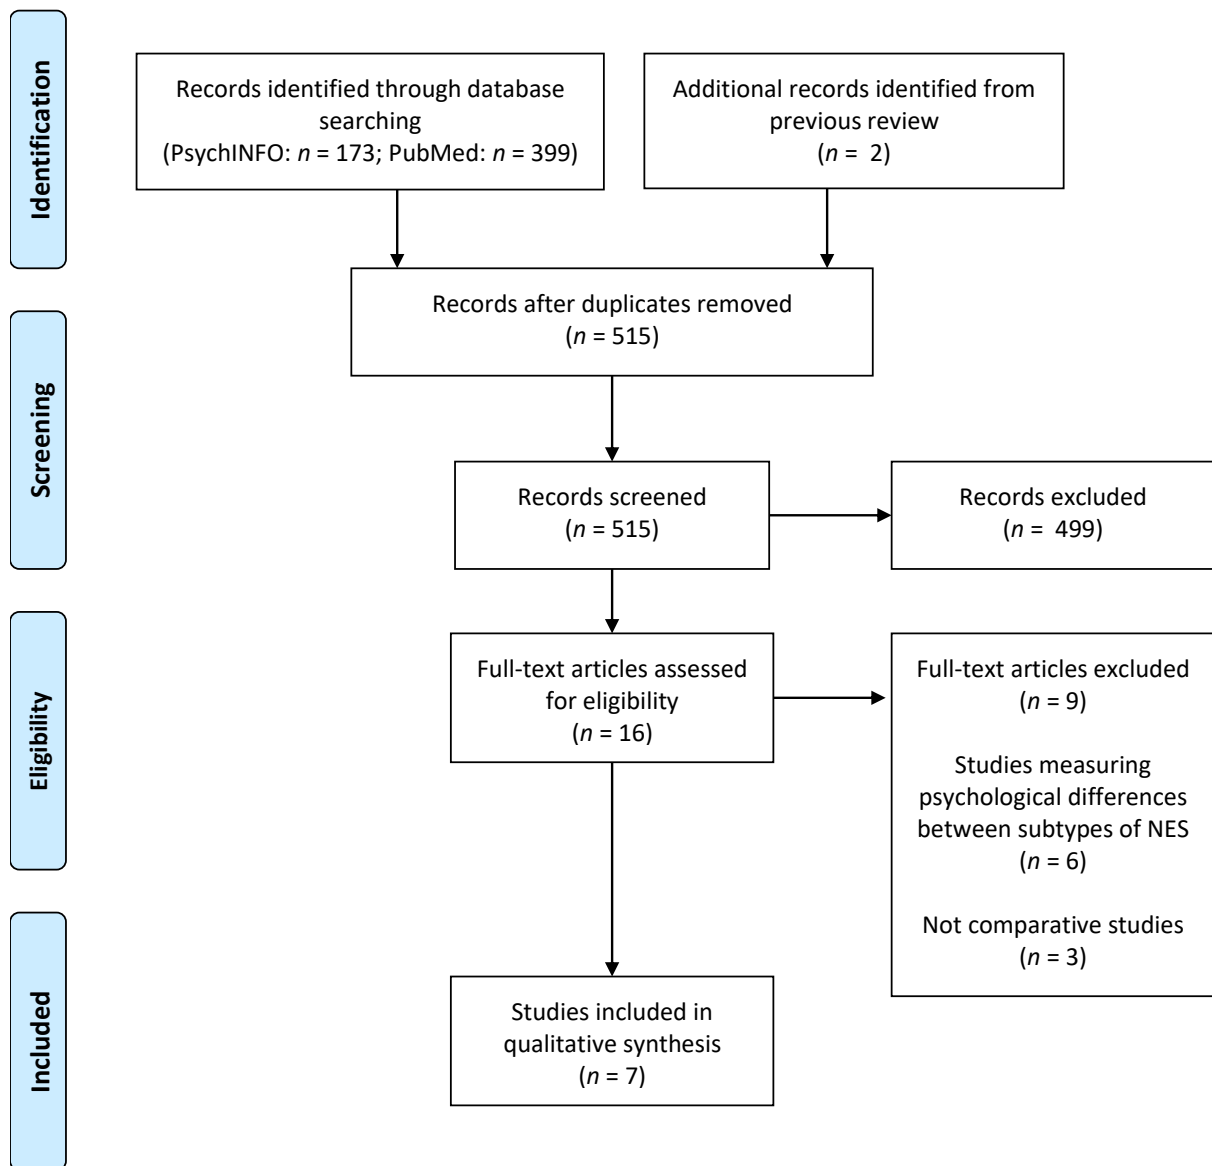 Identification
Records identified through database
searching
(PsychINFO: n = 173; PubMed: n = 399)
Additional records identified from
previous review
(n = 2)
Records after duplicates removed
(n = 515)
Screening
Records screened
(n = 515)
Records excluded
(n = 499)
Eligibility
Full-text articles assessed
for eligibility
(n = 16)
Full-text articles excluded
(n = 9)
Studies measuring
psychological differences
between subtypes of NES
(n = 6)
Not comparative studies
(n = 3)
Included
Studies included in
qualitative synthesis
(n = 7)